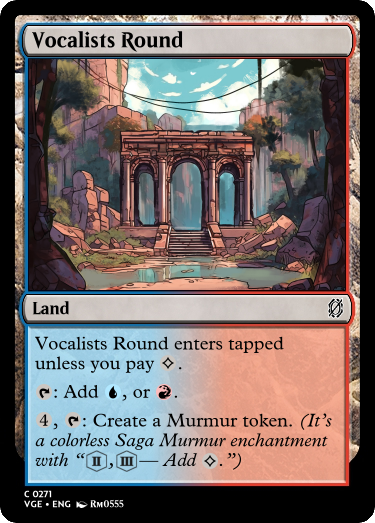 Vocalists Round
Land
Vocalists Round enters tapped
unless you pay ◇.
: Add , or .
4, : Create a Murmur token. (It's
a colorless Saga Murmur enchantment
with “II, III— Add ◇.”)
C 0271
VGE • ENG RM0555